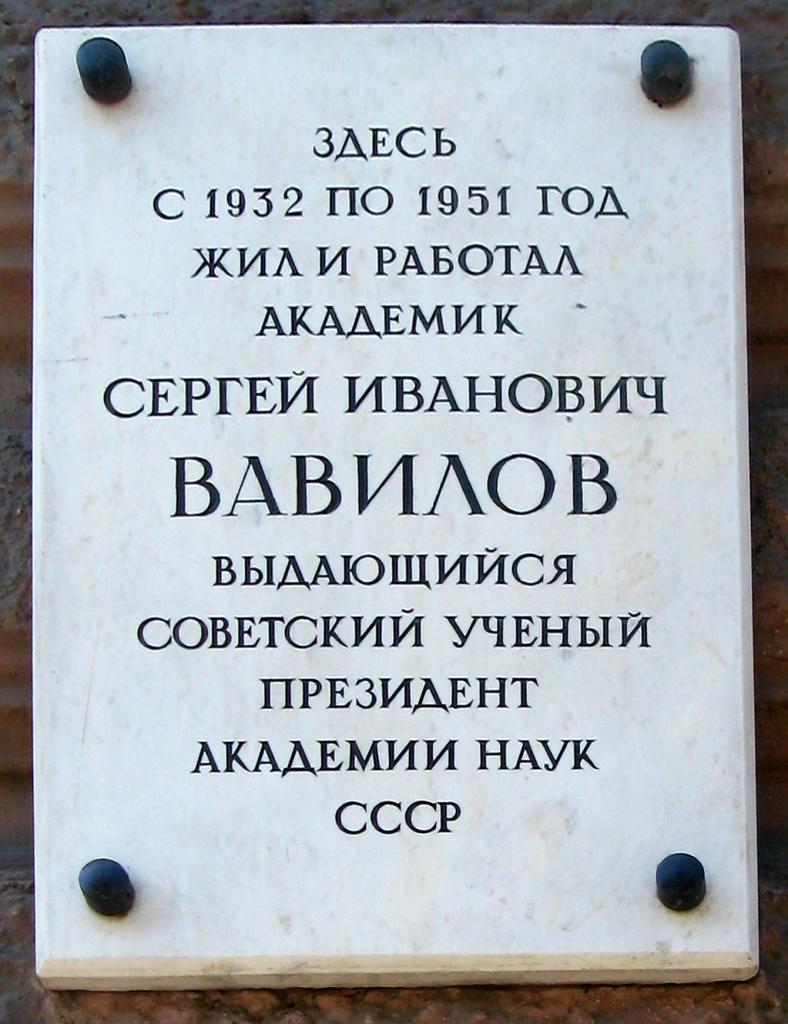 ЗДЕСЬ
С 1932 ПО 1951 ГОД
ЖИЛ И РАБОТАЛ
АКАДЕМИК
СЕРГЕЙ ИВАНОВИЧ
ВАВИЛОВ
ВЫДАЮЩИЙСЯ
СОВЕТСКИЙ УЧЕНЫЙ
ПРЕЗИДЕНТ
АКАДЕМИИ НАУК
СССР